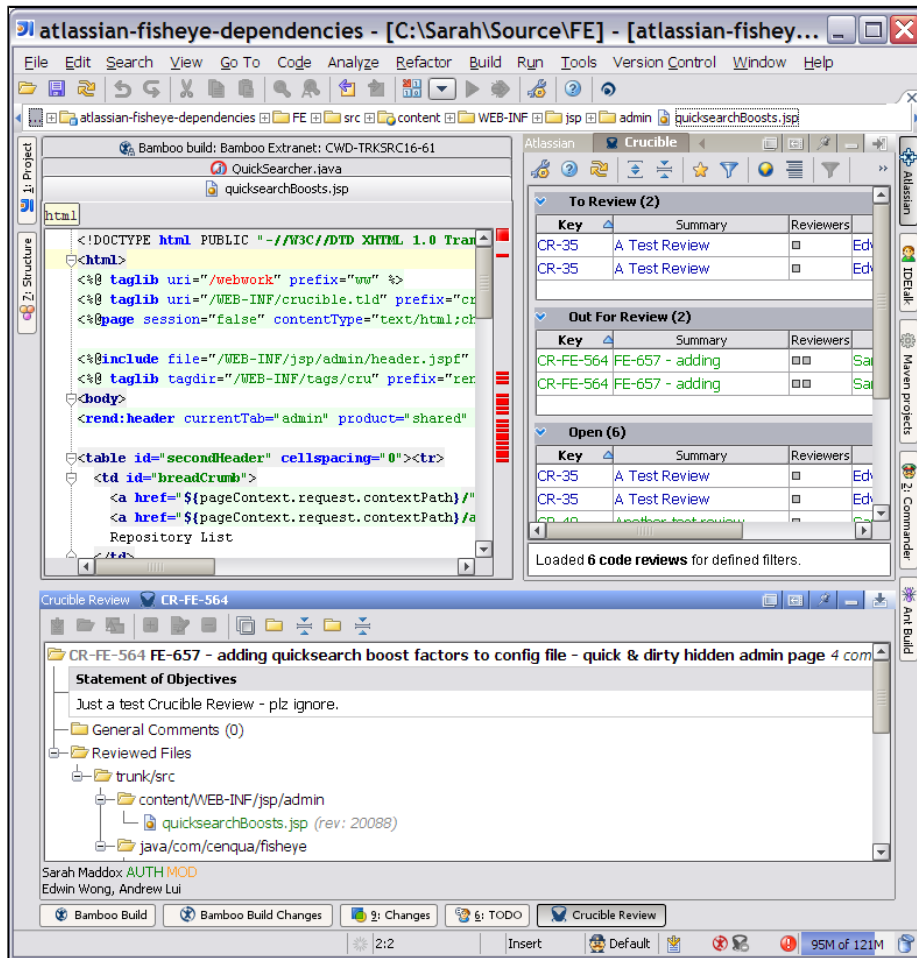 atlassian-fisheye-dependencies - [C:\Sarah\Source\FE] - [atlassian-fishey...
File Edit Search View Go To Code Analyze Refactor Build Run Tools Version Control Window Help
... atlassian-fisheye-dependencies FE src content WEB-INF jsp admin quicksearchBoosts.jsp
1: Project
7: Structure
Bamboo build: Bamboo Extranet: CWD-TRKSRC16-61
QuickSearcher.java
quicksearchBoosts.jsp
html
<!DOCTYPE html PUBLIC "-//W3C//DTD XHTML 1.0 Tran
<html>
<%@ taglib uri="/webwork" prefix="ww" %>
<%@ taglib uri="/WEB-INF/crucible.tld" prefix="cr
<%@page session="false" contentType="text/html;ch
<%@include file="/WEB-INF/jsp/admin/header.jspf"
<%@ taglib tagdir="/WEB-INF/tags/cru" prefix="ren
<body>
<rend:header currentTab="admin" product="shared"
<table id="secondHeader" cellspacing="0"><tr>
<td id="breadCrumb">
<a href="${pageContext.request.contextPath}/"
<a href="${pageContext.request.contextPath}/a
Repository List
</td>
Atlassian Crucible
To Review (2)
Key Summary Reviewers
CR-35 A Test Review Edv
CR-35 A Test Review Edv
Out For Review (2)
Key Summary Reviewers
CR-FE-564 FE-657 - adding Sar
CR-FE-564 FE-657 - adding Sar
Open (6)
Key Summary Reviewers
CR-35 A Test Review Edv
CR-35 A Test Review Edv
CR-40 Another test review
Loaded 6 code reviews for defined filters.
Atlassian
IDEtalk
Maven projects
2: Commander
Ant Build
Crucible Review CR-FE-564
CR-FE-564 FE-657 - adding quicksearch boost factors to config file - quick & dirty hidden admin page 4 com
Statement of Objectives
Just a test Crucible Review - plz ignore.
General Comments (0)
Reviewed Files
trunk/src
content/WEB-INF/jsp/admin
quicksearchBoosts.jsp (rev: 20088)
java/com/cenqua/fisheye
Sarah Maddox AUTH MOD
Edwin Wong, Andrew Lui
Bamboo Build Bamboo Build Changes 9: Changes 6: TODO Crucible Review
2:2 Insert Default 95M of 121M